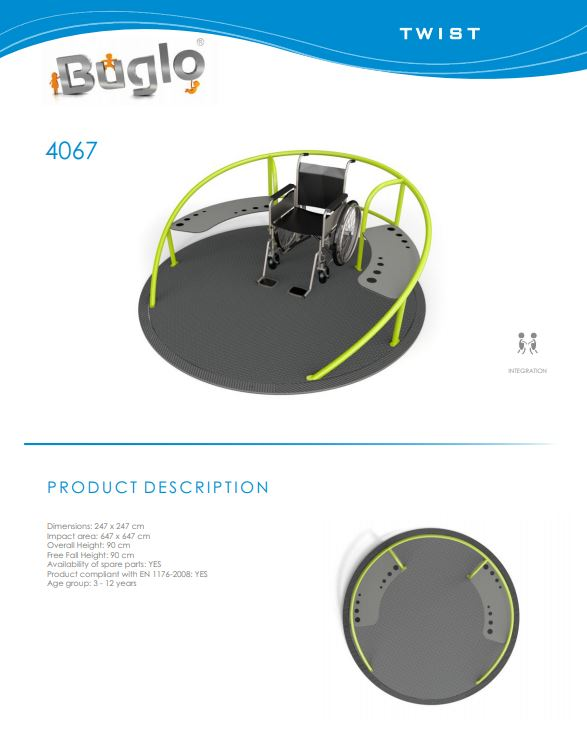 TWIST
Buglo®
4067
INTEGRATION
PRODUCT DESCRIPTION
Dimensions: 247 x 247 cm
Impact area: 647 x 647 cm
Overall Height: 90 cm
Free Fall Height: 90 cm
Availability of spare parts: YES
Product compliant with EN 1176-2008: YES
Age group: 3 - 12 years